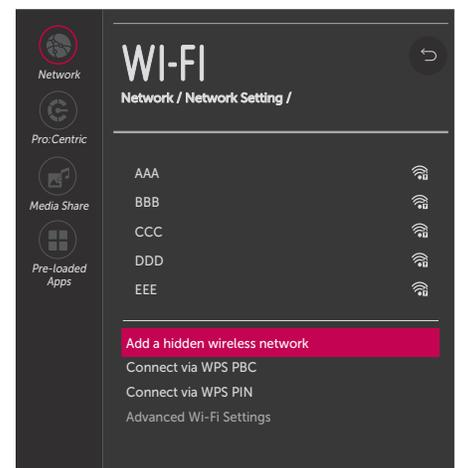 WI-FI
Network / Network Setting /
Network
Pro:Centric
Media Share
Pre-loaded
Apps
AAA
BBB
CCC
DDD
EEE
Add a hidden wireless network
Connect via WPS PBC
Connect via WPS PIN
Advanced Wi-Fi Settings